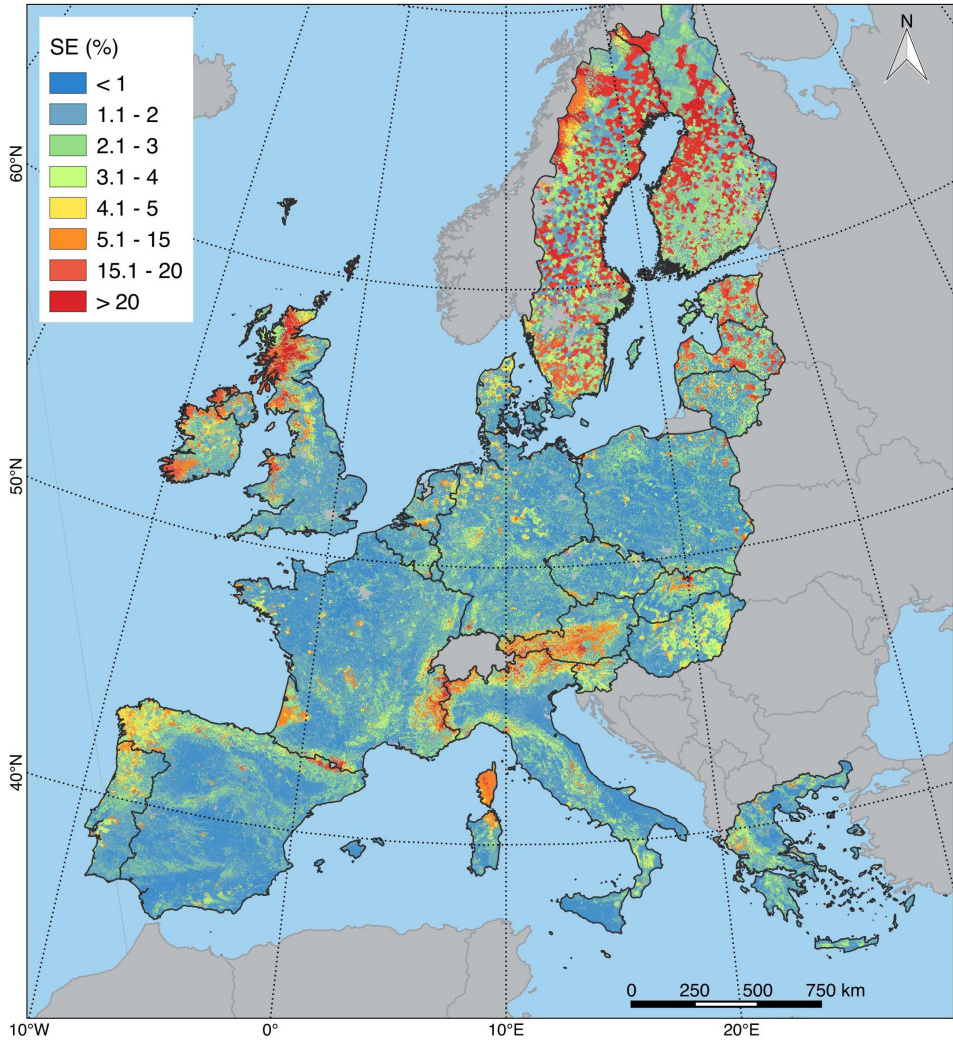 SE (%)
< 1
1.1 - 2
2.1 - 3
3.1 - 4
4.1 - 5
5.1 - 15
15.1 - 20
> 20
N
60°N
50°N
40°N
0 250 500 750 km
10°W 0° 10°E 20°E